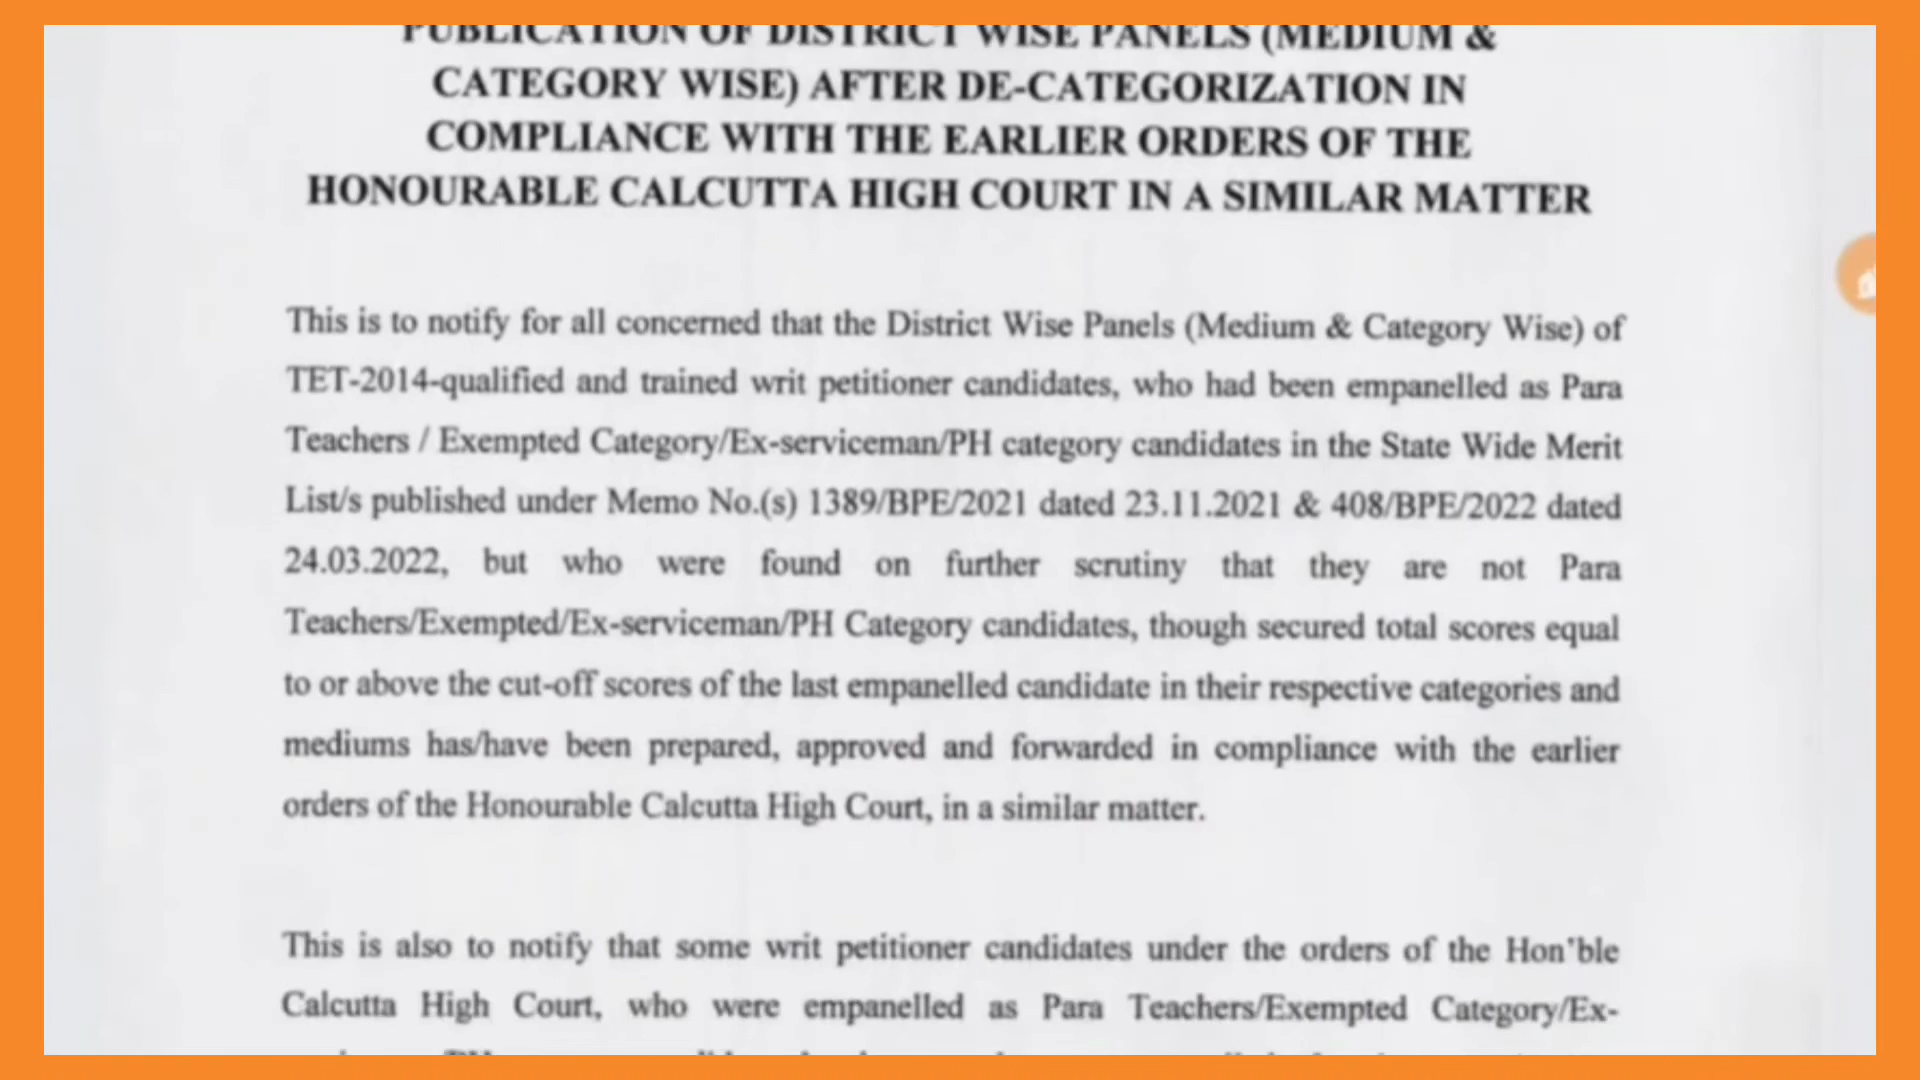 PUBLICATION OF DISTRICT WISE PANELS (MEDIUM &
CATEGORY WISE) AFTER DE-CATEGORIZATION IN
COMPLIANCE WITH THE EARLIER ORDERS OF THE
HONOURABLE CALCUTTA HIGH COURT IN A SIMILAR MATTER
This is to notify for all concerned that the District Wise Panels (Medium & Category Wise) of
TET-2014-qualified and trained writ petitioner candidates, who had been empanelled as Para
Teachers / Exempted Category/Ex-serviceman/PH category candidates in the State Wide Merit
List/s published under Memo No.(s) 1389/BPE/2021 dated 23.11.2021 & 408/BPE/2022 dated
24.03.2022, but who were found on further scrutiny that they are not Para
Teachers/Exempted/Ex-serviceman/PH Category candidates, though secured total scores equal
to or above the cut-off scores of the last empanelled candidate in their respective categories and
mediums has/have been prepared, approved and forwarded in compliance with the earlier
orders of the Honourable Calcutta High Court, in a similar matter.
This is also to notify that some writ petitioner candidates under the orders of the Hon'ble
Calcutta High Court, who were empanelled as Para Teachers/Exempted Category/Ex-